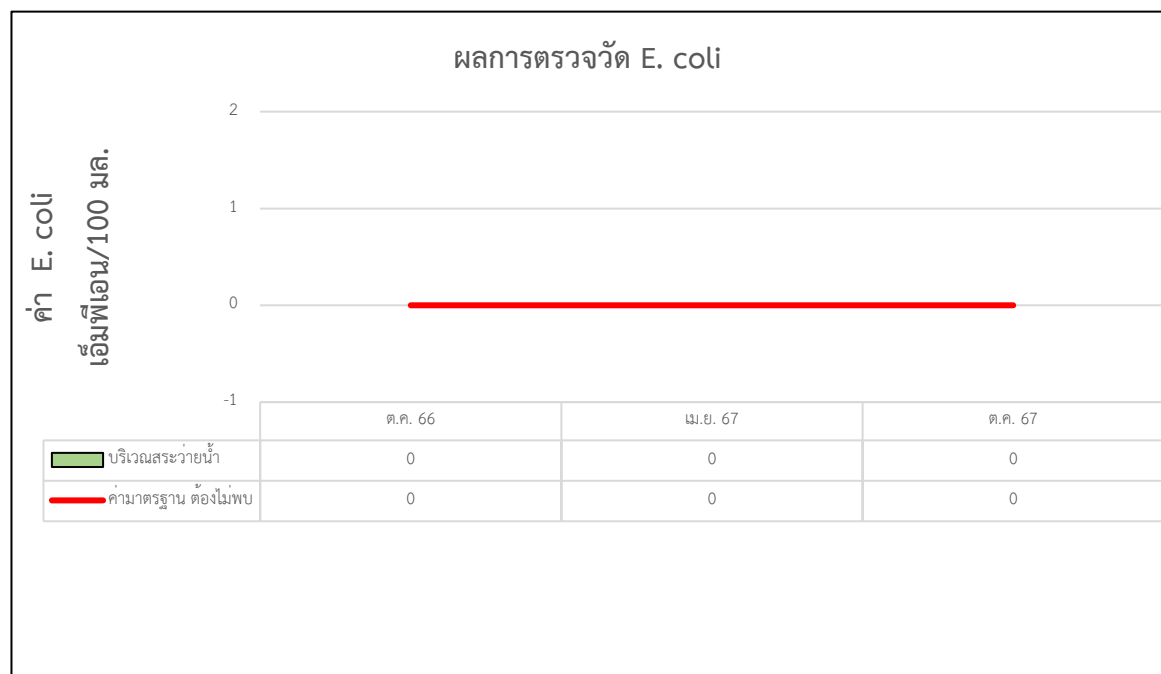 ผลการตรวจวัด E. coli
ค่า E. coli
เอ็มพีเอน/100 มล.
2
1
0
-1
ต.ค. 66 เม.ย. 67 ต.ค. 67
บริเวณสระว่ายน้ำ 0 0 0
ค่ามาตรฐาน ต้องไม่พบ 0 0 0